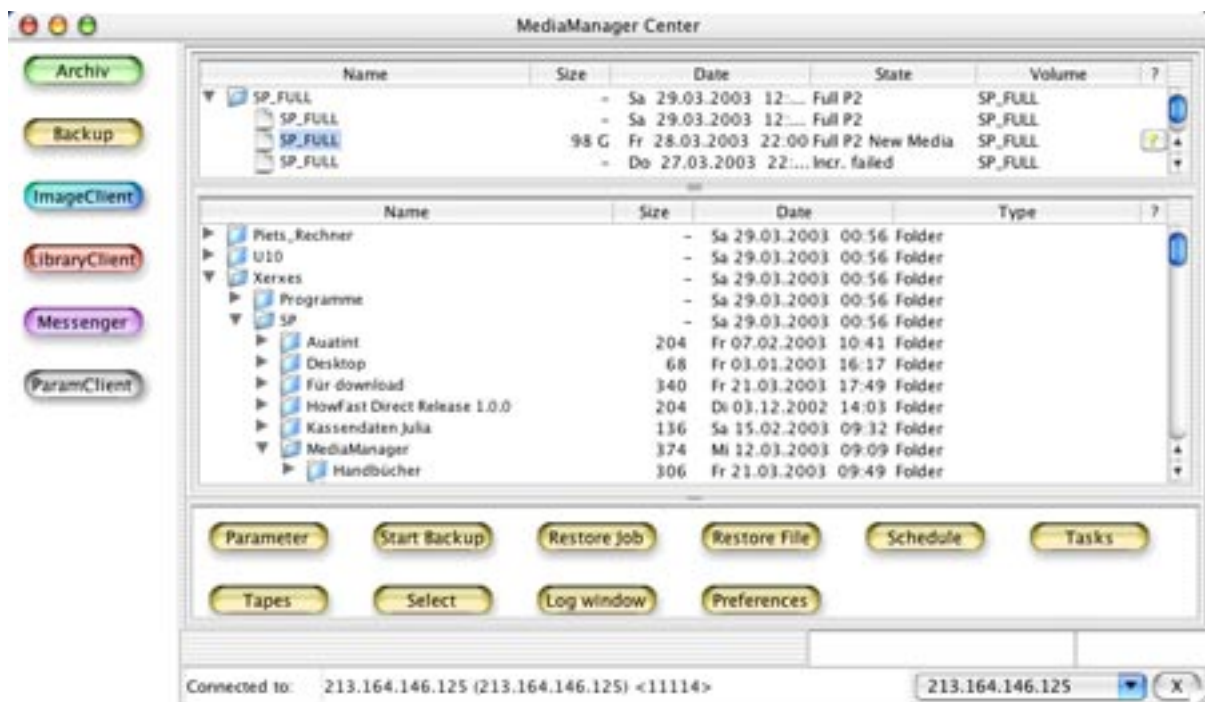 MediaManager Center
Archiv
Backup
ImageClient
LibraryClient
Messenger
ParamClient
Name Size Date State Volume ?
SP_FULL - Sa 29.03.2003 12:... Full P2 SP_FULL
SP_FULL - Sa 29.03.2003 12:... Full P2 SP_FULL
SP_FULL 98 G Fr 28.03.2003 22:00 Full P2 New Media SP_FULL ?
SP_FULL - Do 27.03.2003 22:... Incr. failed SP_FULL
Name Size Date Type ?
Piets_Rechner - Sa 29.03.2003 00:56 Folder
U10 - Sa 29.03.2003 00:56 Folder
Xerxes - Sa 29.03.2003 00:56 Folder
Programme - Sa 29.03.2003 00:56 Folder
SP - Sa 29.03.2003 00:56 Folder
Auatint 204 Fr 07.02.2003 10:41 Folder
Desktop 68 Fr 03.01.2003 16:17 Folder
Für download 340 Fr 21.03.2003 17:49 Folder
HowFast Direct Release 1.0.0 204 Di 03.12.2002 14:03 Folder
Kassendaten Julia 136 Sa 15.02.2003 09:32 Folder
MediaManager 374 Mi 12.03.2003 09:09 Folder
Handbücher 306 Fr 21.03.2003 09:49 Folder
Parameter Start Backup Restore Job Restore File Schedule Tasks
Tapes Select Log window Preferences
Connected to: 213.164.146.125 (213.164.146.125) <11114> 213.164.146.125 X